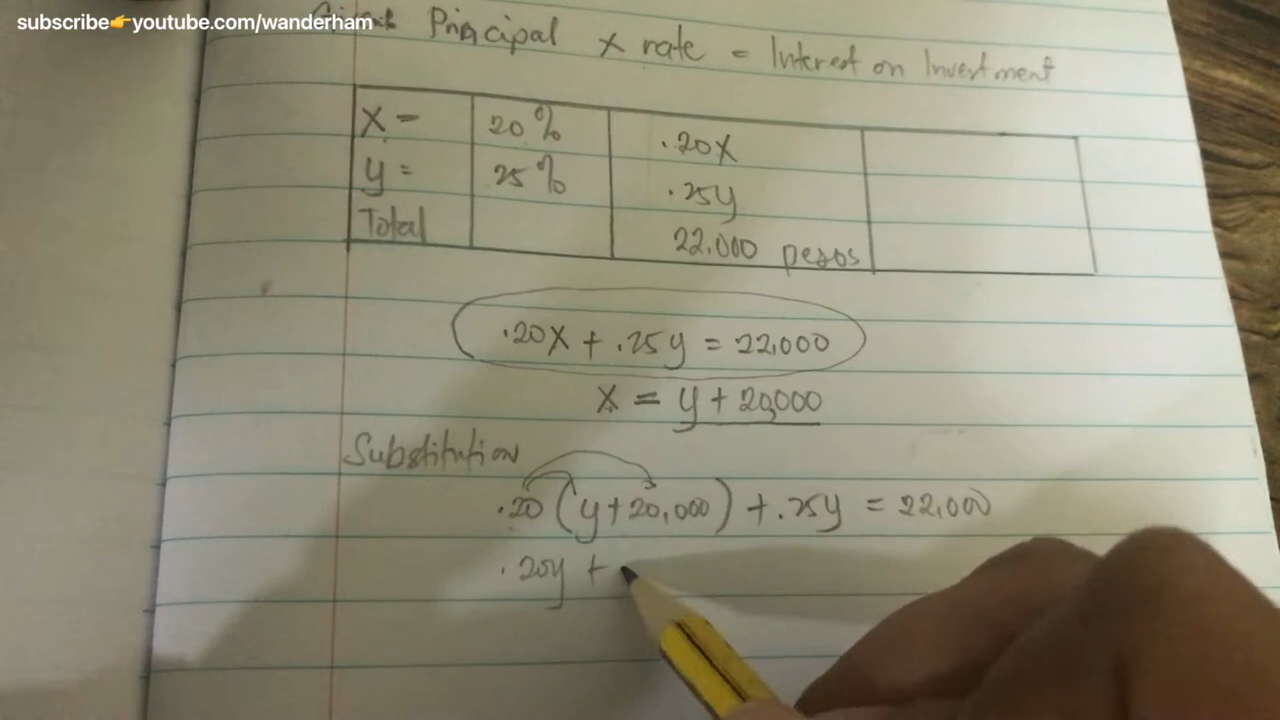 subscribe👉youtube.com/wanderham
Principal x rate = Interest on Investment
X = 20% .20X
y = 25% .25y
Total 22,000 pesos
.20X + .25y = 22,000
X = y + 20,000
Substitution
.20 (y + 20,000) + .25y = 22,000
.20y +